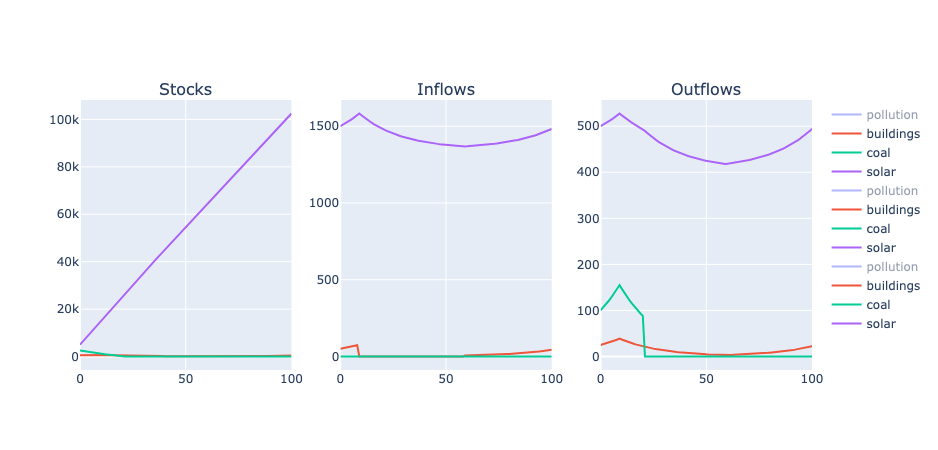 Stocks
Inflows
Outflows
100k
80k
60k
40k
20k
0
0
50
100
1500
1000
500
0
0
50
100
500
400
300
200
100
0
0
50
100
pollution
buildings
coal
solar
pollution
buildings
coal
solar
pollution
buildings
coal
solar